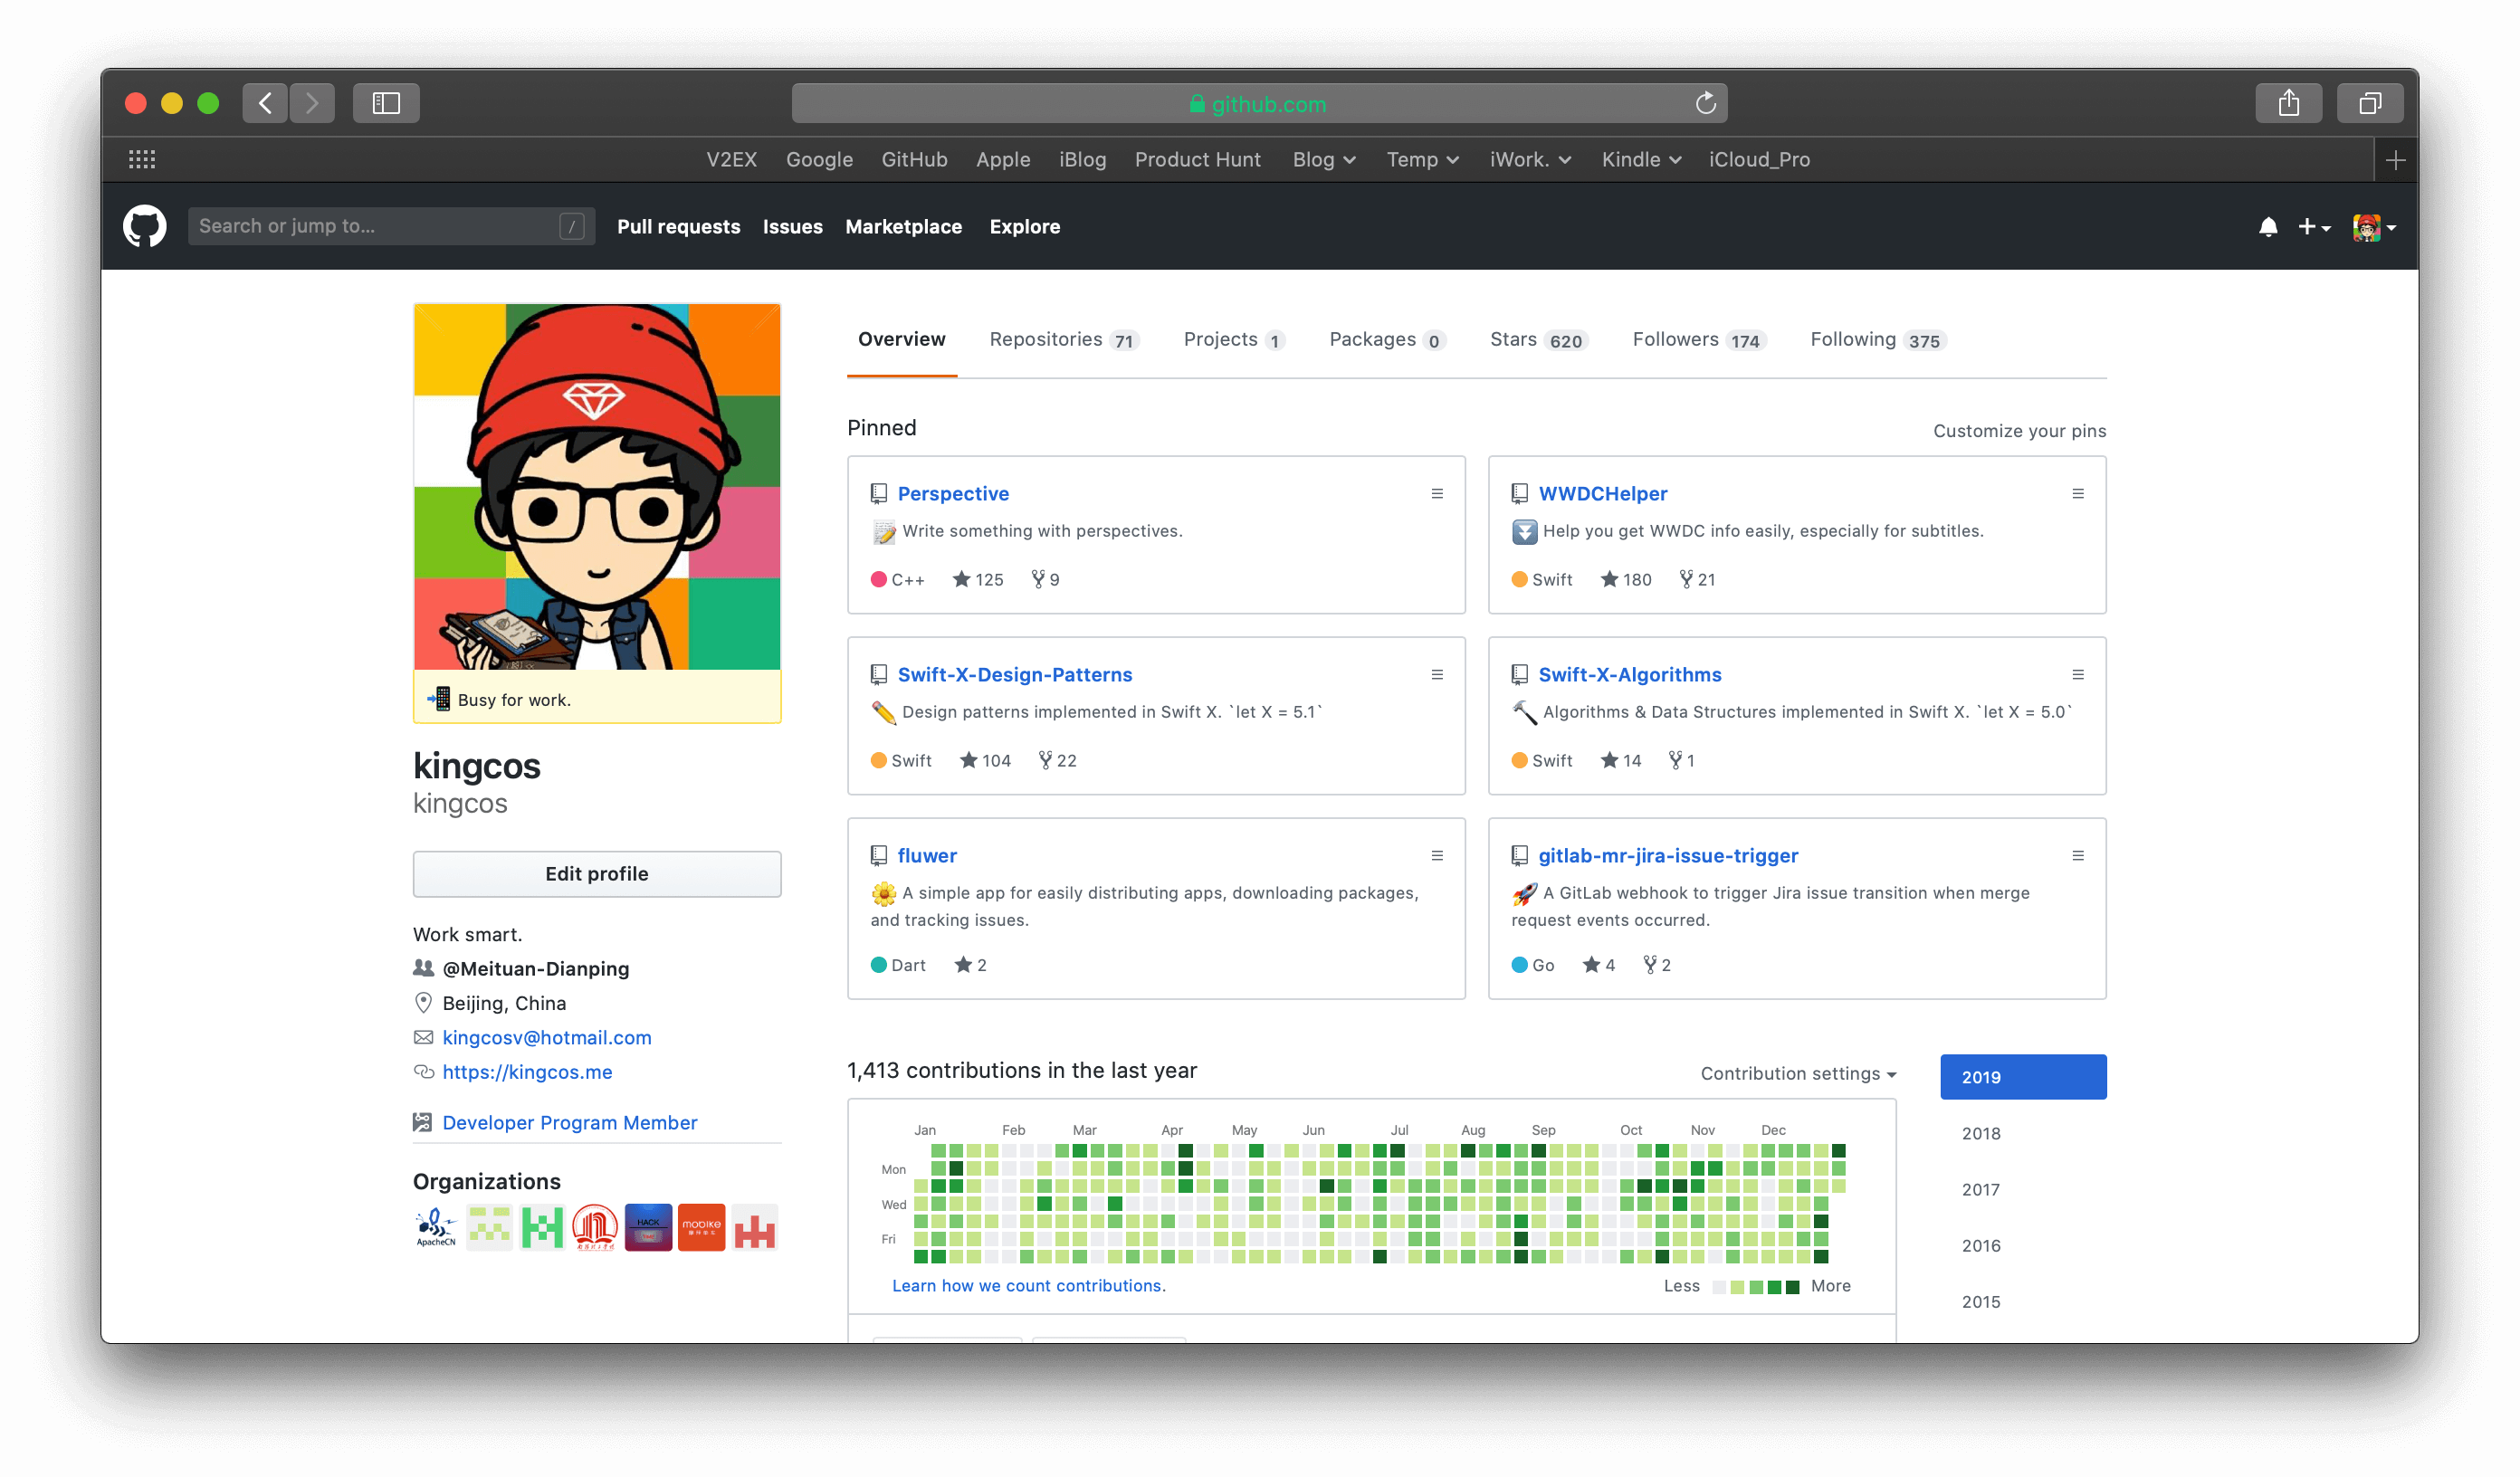 github.com
V2EX Google GitHub Apple iBlog Product Hunt Blog Temp iWork. Kindle iCloud_Pro
Search or jump to... /
Pull requests Issues Marketplace Explore
Overview Repositories 71 Projects 1 Packages 0 Stars 620 Followers 174 Following 375
Busy for work.
kingcos
kingcos
Edit profile
Work smart.
@Meituan-Dianping
Beijing, China
kingcosv@hotmail.com
https://kingcos.me
Developer Program Member
Organizations
ApacheCN
HACK
mobike
Pinned
Customize your pins
Perspective
Write something with perspectives.
C++ 125 9
WWDCHelper
Help you get WWDC info easily, especially for subtitles.
Swift 180 21
Swift-X-Design-Patterns
Design patterns implemented in Swift X. `let X = 5.1`
Swift 104 22
Swift-X-Algorithms
Algorithms & Data Structures implemented in Swift X. `let X = 5.0`
Swift 14 1
fluwer
A simple app for easily distributing apps, downloading packages,
and tracking issues.
Dart 2
gitlab-mr-jira-issue-trigger
A GitLab webhook to trigger Jira issue transition when merge
request events occurred.
Go 4 2
1,413 contributions in the last year
Contribution settings
Jan Feb Mar Apr May Jun Jul Aug Sep Oct Nov Dec
Mon
Wed
Fri
Learn how we count contributions.
Less More
2019
2018
2017
2016
2015